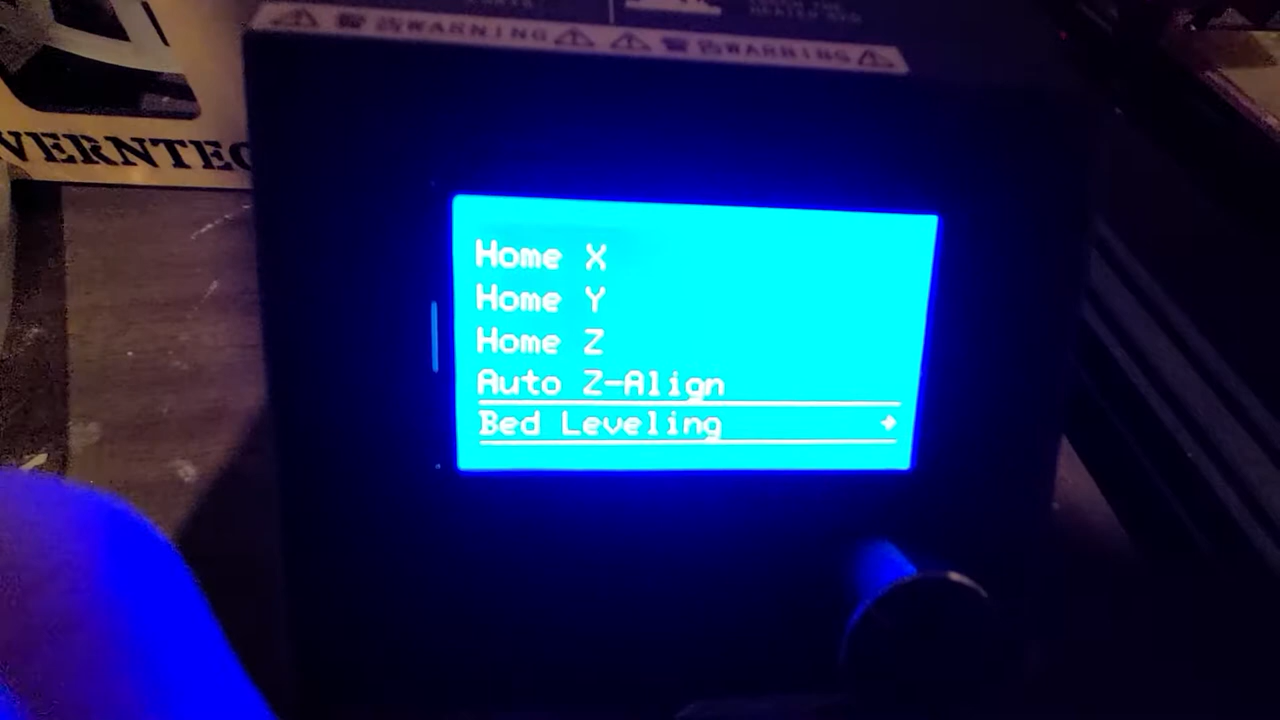 WARNING WARNING
VERNTEC
Home X
Home Y
Home Z
Auto Z-Align
Bed Leveling